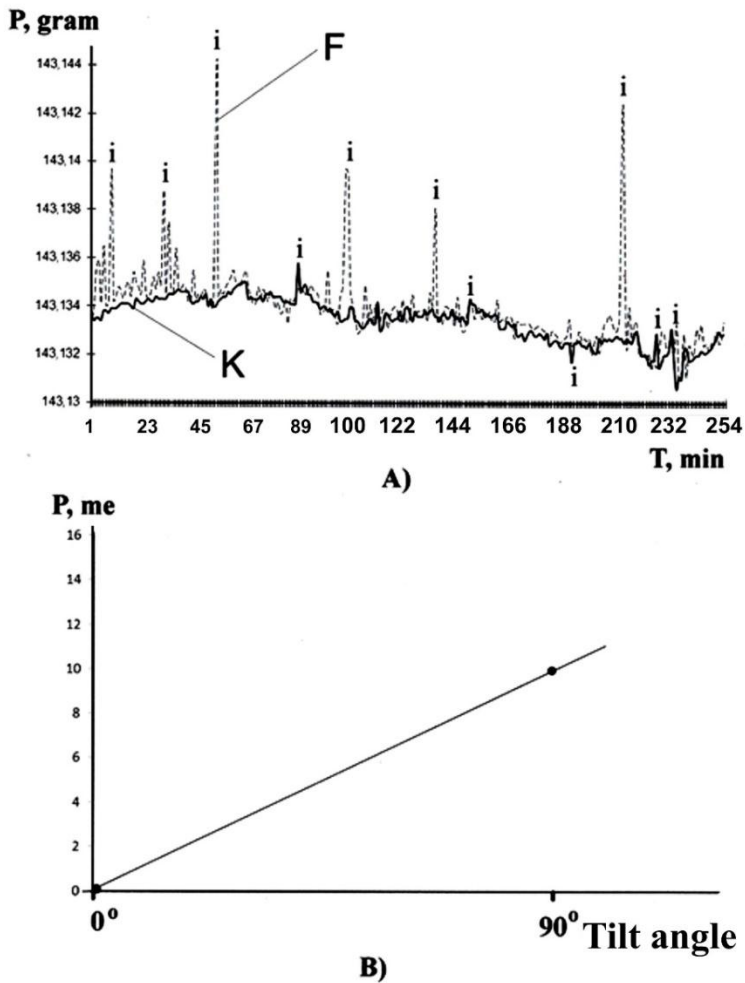 P, gram
143,144
143,142
143,14
143,138
143,136
143,134
143,132
143,13
i
i
i
i
i
i
i
i
i
i
i
F
K
1 23 45 67 89 100 122 144 166 188 210 232 254
T, min
A)
P, me
16
14
12
10
8
6
4
2
0
0° 90° Tilt angle
B)